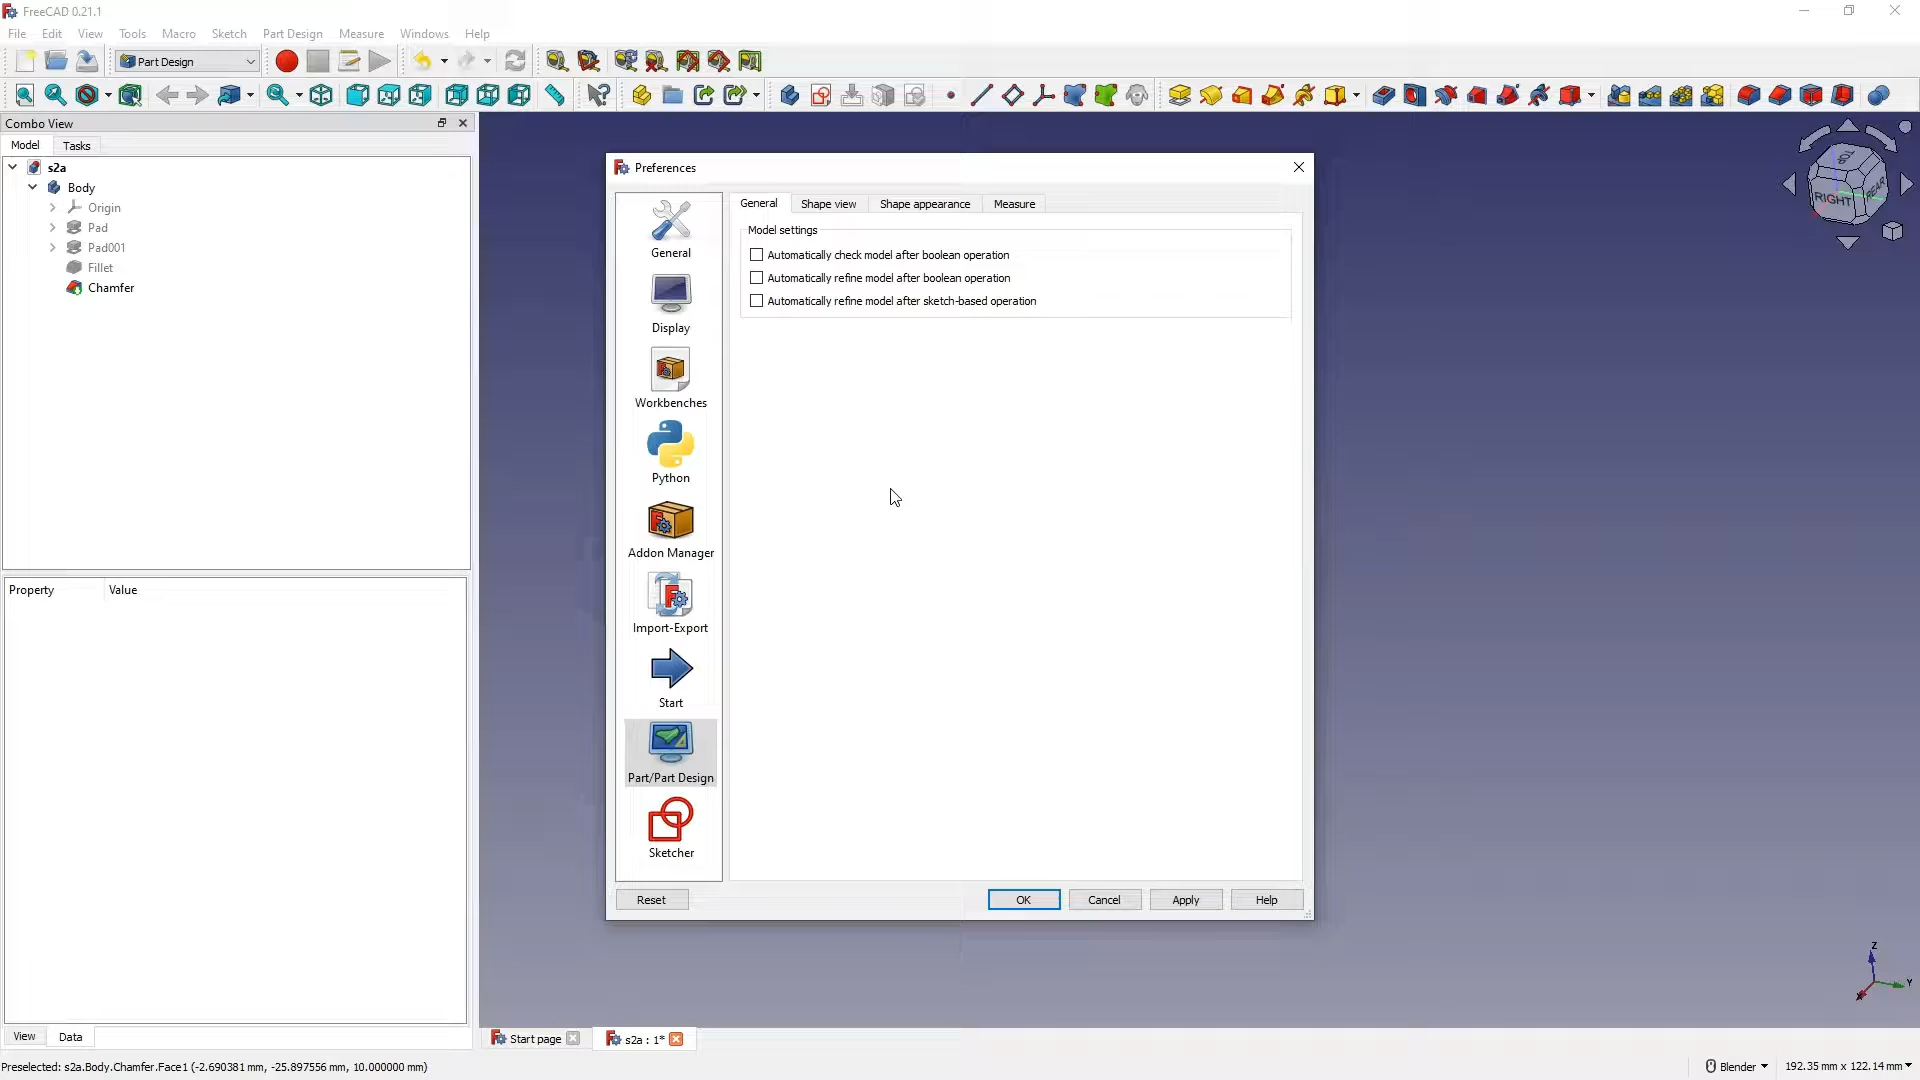 FreeCAD 0.21.1
File Edit View Tools Macro Sketch Part Design Measure Windows Help
Part Design
Combo View
Model Tasks
s2a
Body
Origin
Pad
Pad001
Fillet
Chamfer
Property Value
View Data
Preselected: s2a.Body.Chamfer.Face1 (-2.690381 mm, -25.897556 mm, 10.000000 mm)
Preferences
General
Display
Workbenches
Python
Addon Manager
Import-Export
Start
Part/Part Design
Sketcher
General Shape view Shape appearance Measure
Model settings
Automatically check model after boolean operation
Automatically refine model after boolean operation
Automatically refine model after sketch-based operation
Reset OK Cancel Apply Help
TOP
RIGHT REAR
Z
Y
X
Start page s2a : 1*
Blender 192.35 mm x 122.14 mm